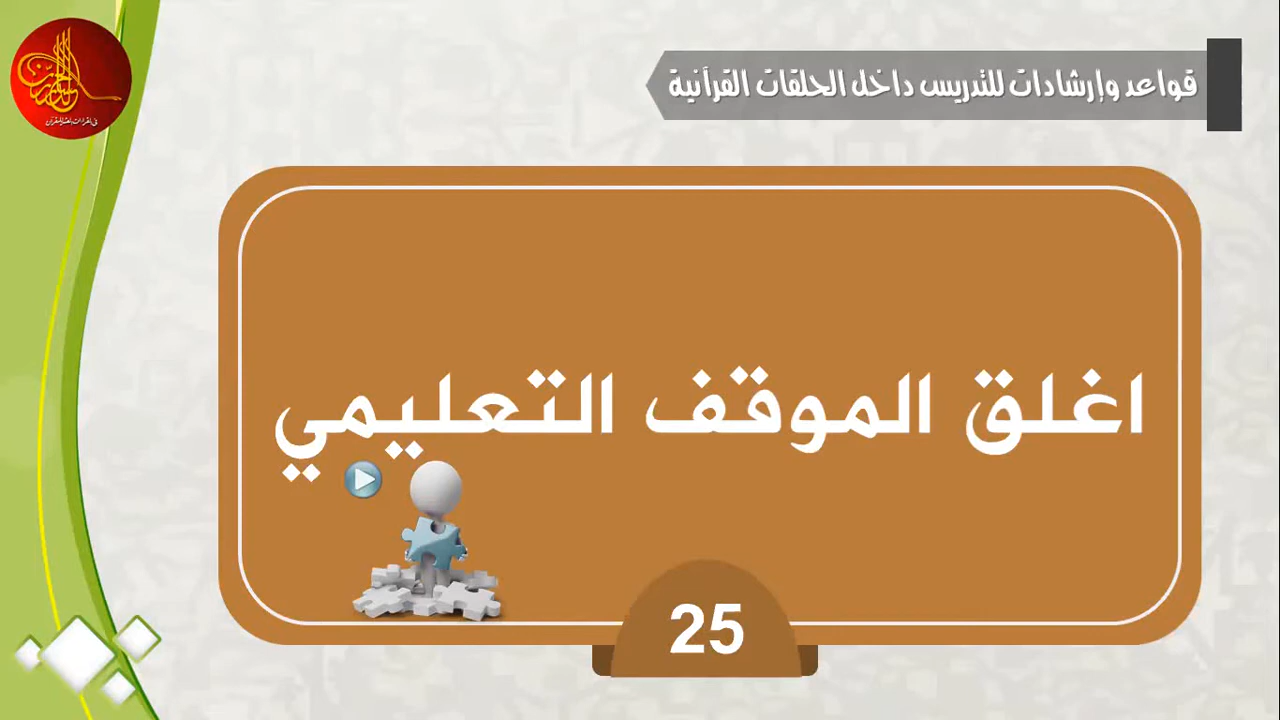 قواعد وإرشادات للتدريس داخل الحلقات القرآنية
اغلق الموقف التعليمي
25